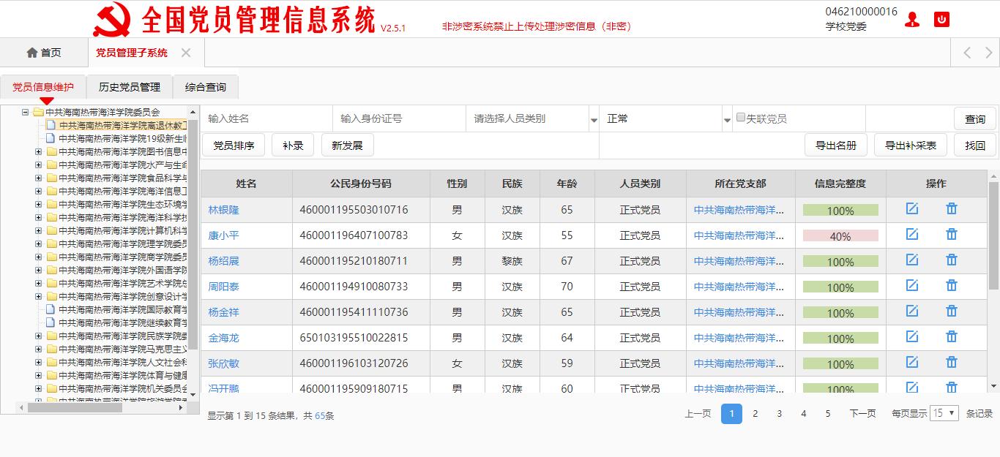 全国党员管理信息系统 V2.5.1 非涉密系统禁止上传处理涉密信息（非密） 046210000016
学校党委
首页 党员管理子系统
党员信息维护 历史党员管理 综合查询
中共海南热带海洋学院委员会
中共海南热带海洋学院离退休教工
中共海南热带海洋学院19级新生临
中共海南热带海洋学院图书信息中
中共海南热带海洋学院水产与生命
中共海南热带海洋学院食品科学与
中共海南热带海洋学院海洋信息工
中共海南热带海洋学院生态环境学
中共海南热带海洋学院海洋科学技
中共海南热带海洋学院计算机科学
中共海南热带海洋学院理学院委员
中共海南热带海洋学院商学院委员
中共海南热带海洋学院外国语学院
中共海南热带海洋学院艺术学院总
中共海南热带海洋学院创意设计学
中共海南热带海洋学院国际教育学
中共海南热带海洋学院继续教育学
中共海南热带海洋学院民族学院委
中共海南热带海洋学院马克思主义
中共海南热带海洋学院人文社会科
中共海南热带海洋学院体育与健康
中共海南热带海洋学院机关委员会
中共海南热带海洋学院旅游学院
输入姓名 输入身份证号 请选择人员类别 正常 失联党员 查询
党员排序 补录 新发展 导出名册 导出补采表 找回
姓名 公民身份号码 性别 民族 年龄 人员类别 所在党支部 信息完整度 操作
林银隆 460001195503010716 男 汉族 65 正式党员 中共海南热带海洋... 100%
康小平 460001196407100783 女 汉族 55 正式党员 中共海南热带海洋... 40%
杨绍展 460001195210180711 男 黎族 67 正式党员 中共海南热带海洋... 100%
周阳泰 460001194910080733 男 汉族 70 正式党员 中共海南热带海洋... 100%
杨金祥 460001195411110736 男 汉族 65 正式党员 中共海南热带海洋... 100%
金海龙 650103195510022815 男 汉族 64 正式党员 中共海南热带海洋... 100%
张欣敏 460001196103120726 女 汉族 59 正式党员 中共海南热带海洋... 100%
冯开鹏 460001195909180715 男 汉族 60 正式党员 中共海南热带海洋... 100%
显示第 1 到 15 条结果，共 65条 上一页 1 2 3 4 5 下一页 每页显示 15 条记录